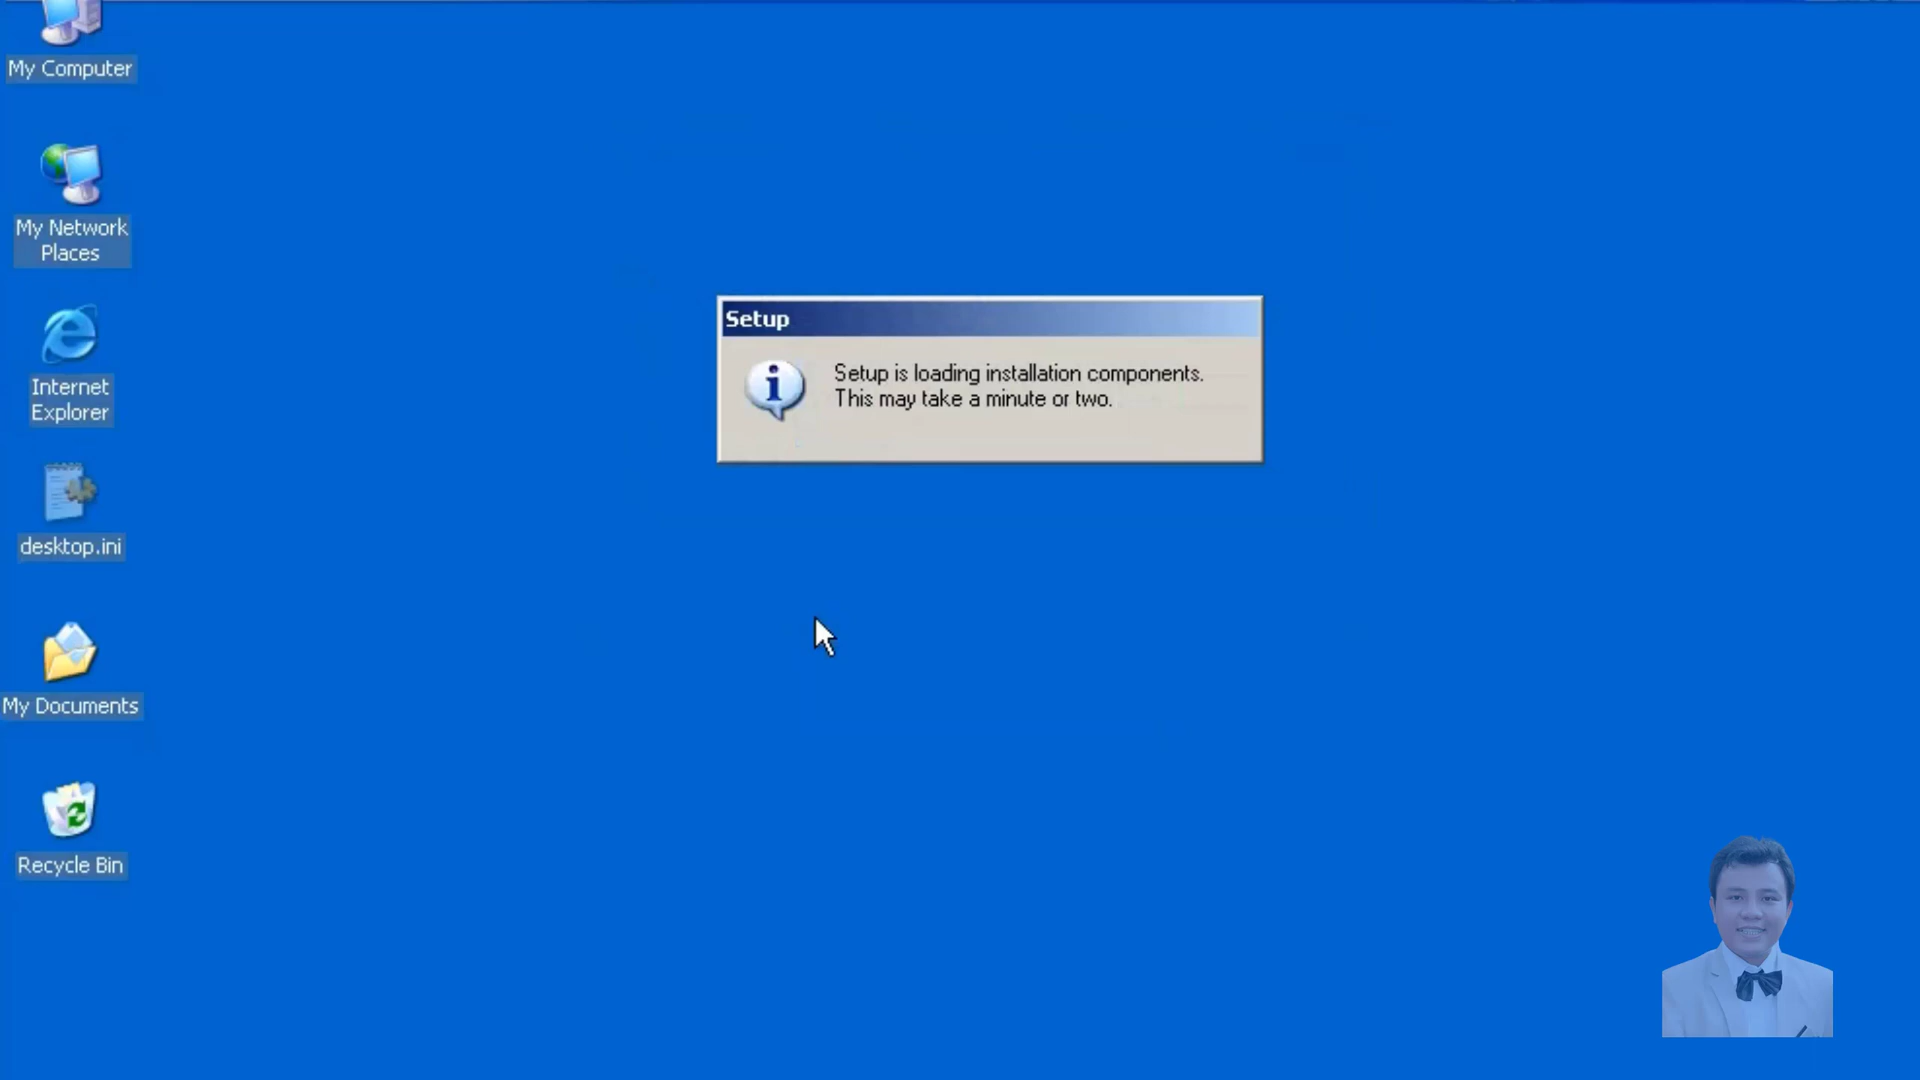 My Computer
My Network
Places
Internet
Explorer
desktop.ini
My Documents
Recycle Bin
Setup
Setup is loading installation components.
This may take a minute or two.